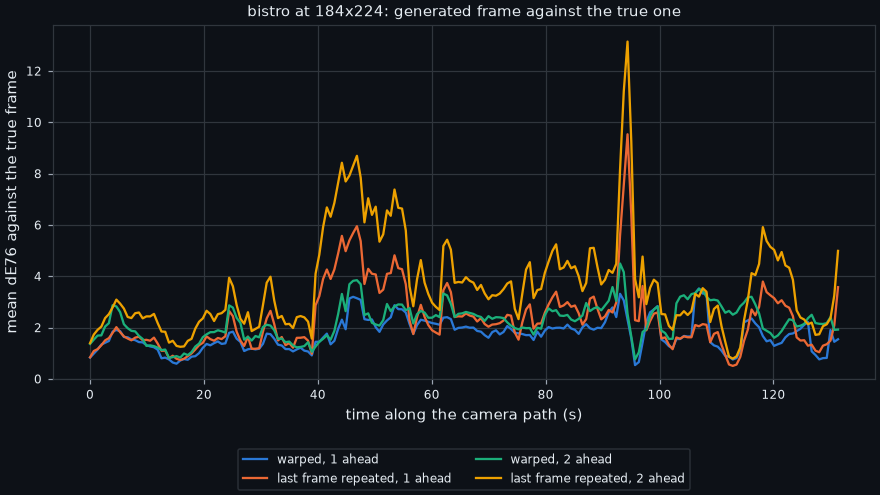 bistro at 184x224: generated frame against the true one
mean dE76 against the true frame
12
10
8
6
4
2
0
0 20 40 60 80 100 120
time along the camera path (s)
warped, 1 ahead warped, 2 ahead
last frame repeated, 1 ahead last frame repeated, 2 ahead